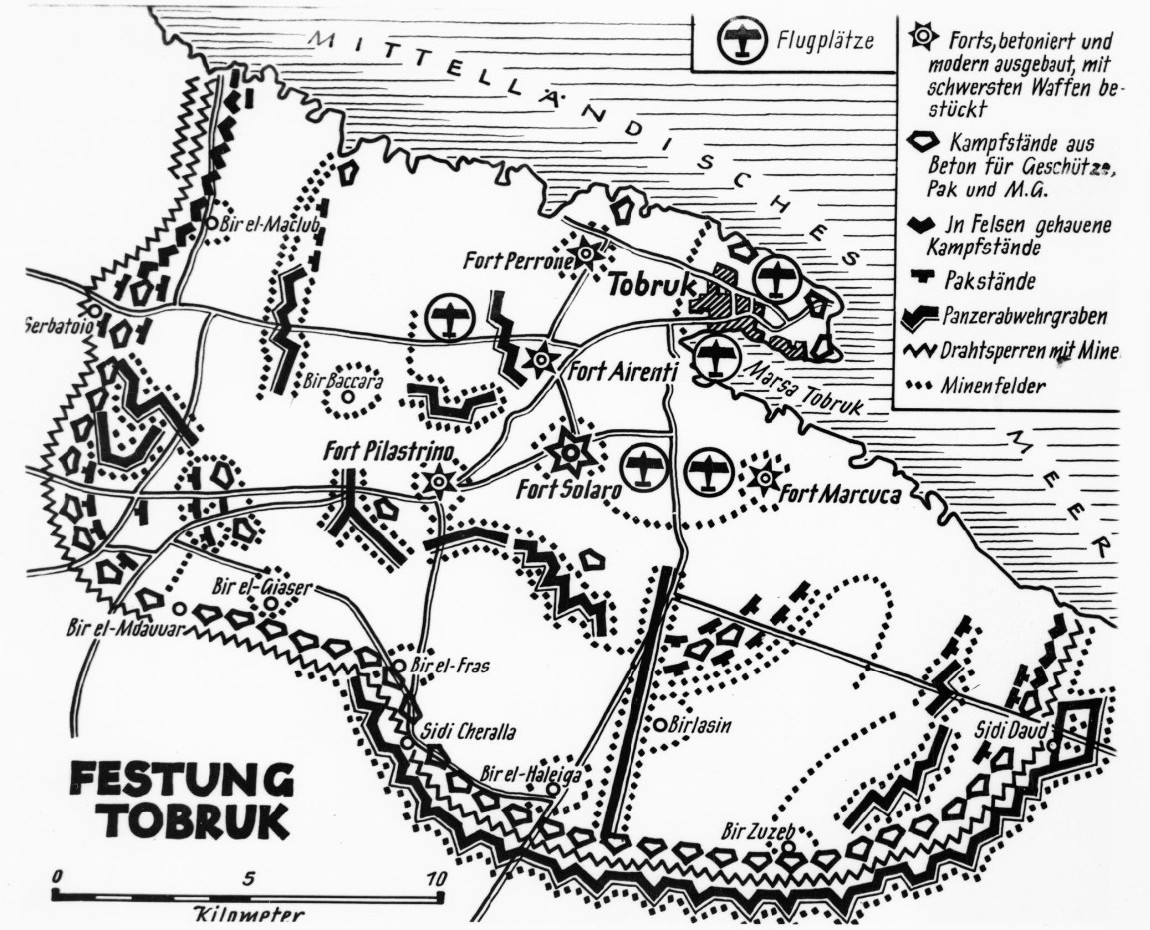 MITTELLÄNDISCHES
MEER
Flugplätze
Forts, betoniert und
modern ausgebaut, mit
schwersten Waffen be-
stückt
Kampfstände aus
Beton für Geschütze,
Pak und M.G.
Jn Felsen gehauene
Kampfstände
Pakstände
Panzerabwehrgraben
Drahtsperren mit Mine
Minenfelder
Bir el-Maclub
Fort Perrone
Tobruk
Serbatoio
Fort Airenti
Marsa Tobruk
Bir Baccara
Fort Pilastrino
Fort Solaro
Fort Marcuca
Bir el-Giaser
Bir el-Mdauuar
Bir el-Fras
Sidi Cheralla
Birlasin
Sidi Daud
Bir el-Haleiga
Bir Zuzeb
FESTUNG
TOBRUK
0 5 10
Kilometer